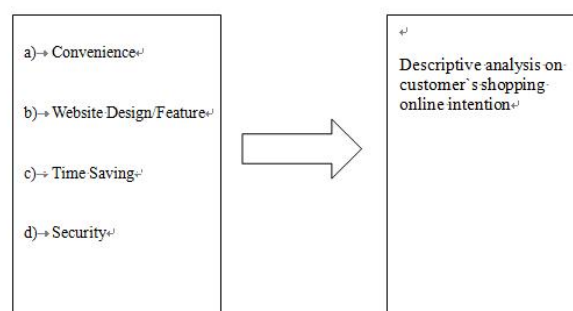 a)→ Convenience↵
b)→ Website Design/Feature↵
c)→ Time Saving↵
d)→ Security↵
↵
Descriptive analysis on
customer`s shopping
online intention↵